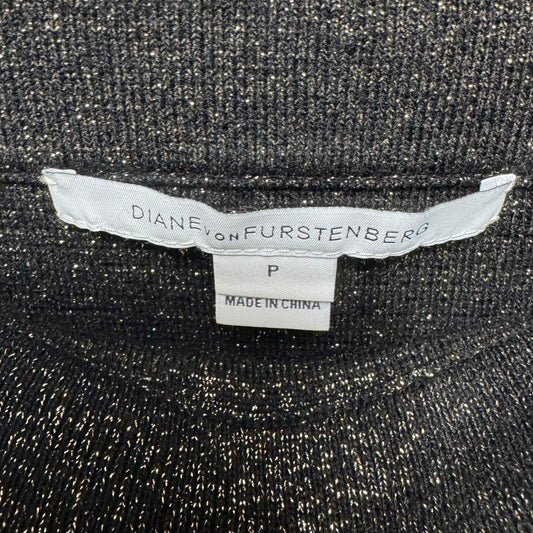 DIANE VON FURSTENBERG
P
MADE IN CHINA